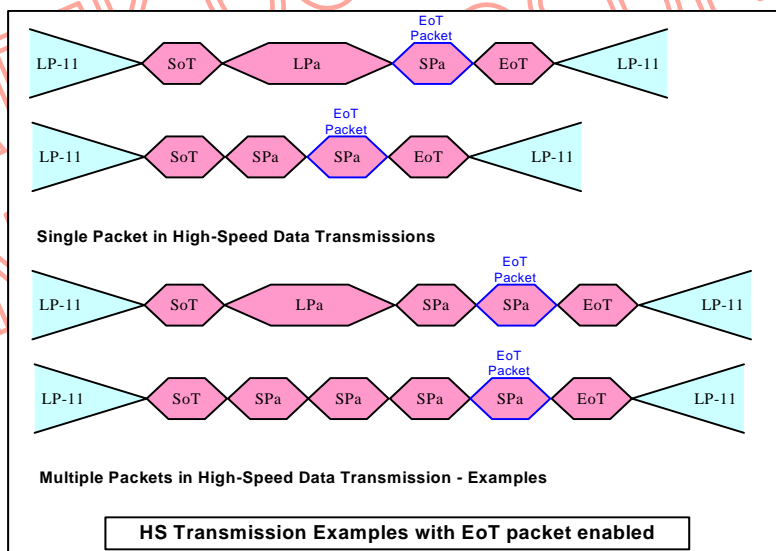 EoT
Packet
LP-11 SoT LPa SPa EoT LP-11
EoT
Packet
LP-11 SoT SPa SPa EoT LP-11
Single Packet in High-Speed Data Transmissions
EoT
Packet
LP-11 SoT LPa SPa SPa EoT LP-11
EoT
Packet
LP-11 SoT SPa SPa SPa SPa EoT LP-11
Multiple Packets in High-Speed Data Transmission - Examples
HS Transmission Examples with EoT packet enabled